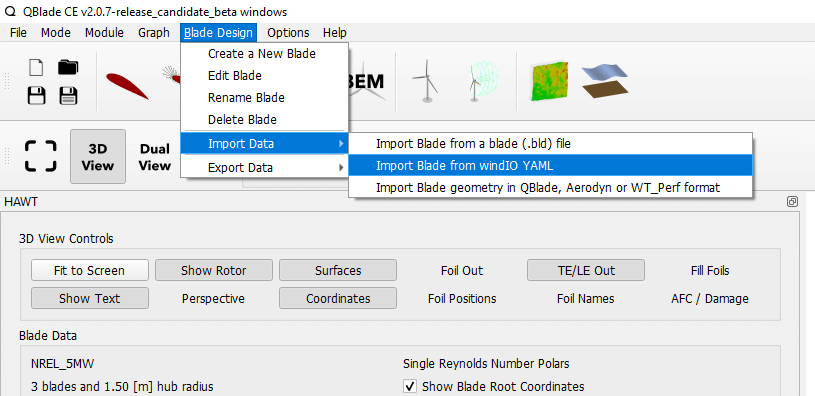 QBlade CE v2.0.7-release_candidate_beta windows
File Mode Module Graph Blade Design Options Help
Create a New Blade
Edit Blade
Rename Blade
Delete Blade
Import Data
Export Data
BEM
3D View
Dual View
Import Blade from a blade (.bld) file
Import Blade from windIO YAML
Import Blade geometry in QBlade, Aerodyn or WT_Perf format
HAWT
3D View Controls
Fit to Screen Show Rotor Surfaces Foil Out TE/LE Out Fill Foils
Show Text Perspective Coordinates Foil Positions Foil Names AFC / Damage
Blade Data
NREL_5MW Single Reynolds Number Polars
3 blades and 1.50 [m] hub radius Show Blade Root Coordinates